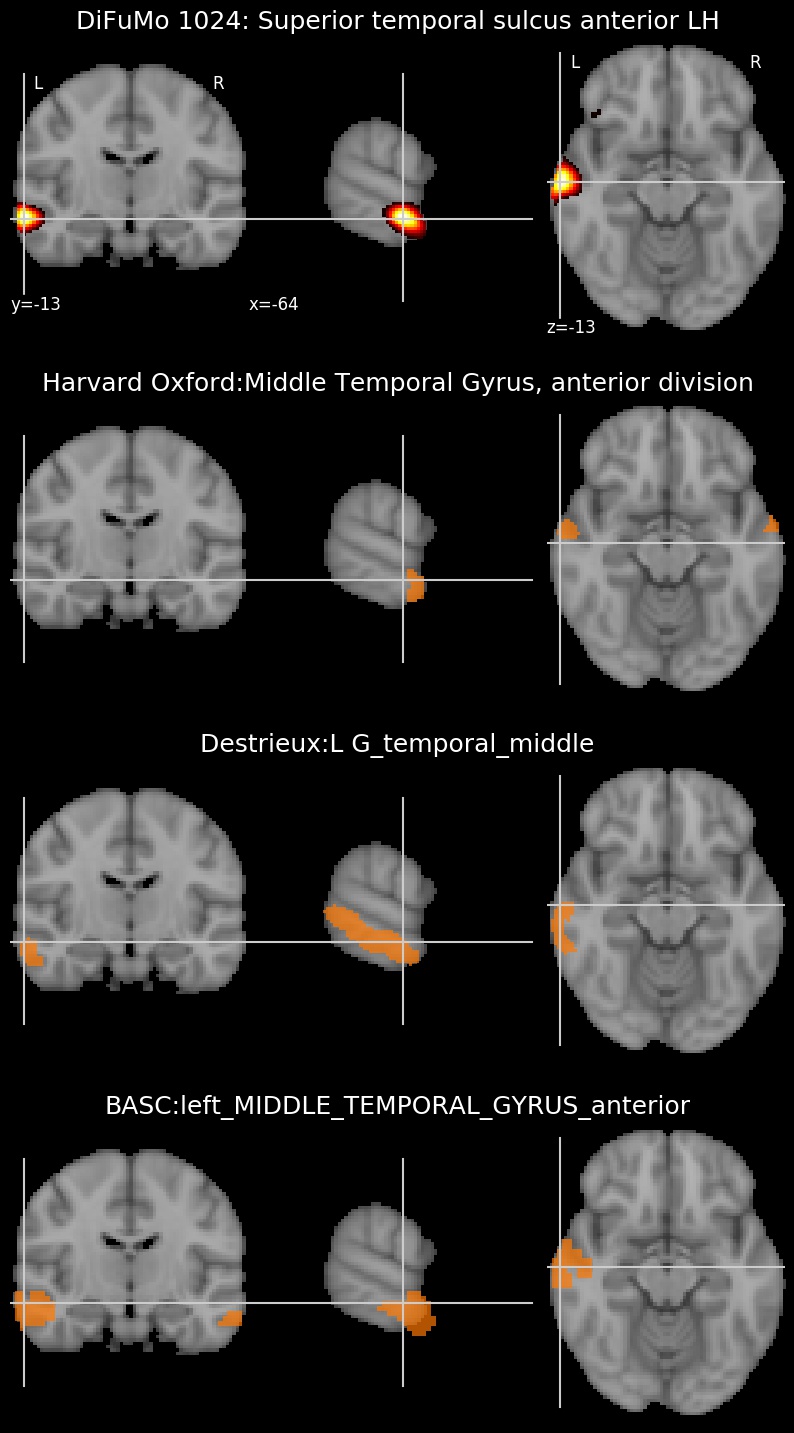 DiFuMo 1024: Superior temporal sulcus anterior LH
L R L R
y=-13 x=-64 z=-13
Harvard Oxford:Middle Temporal Gyrus, anterior division
Destrieux:L G_temporal_middle
BASC:left_MIDDLE_TEMPORAL_GYRUS_anterior